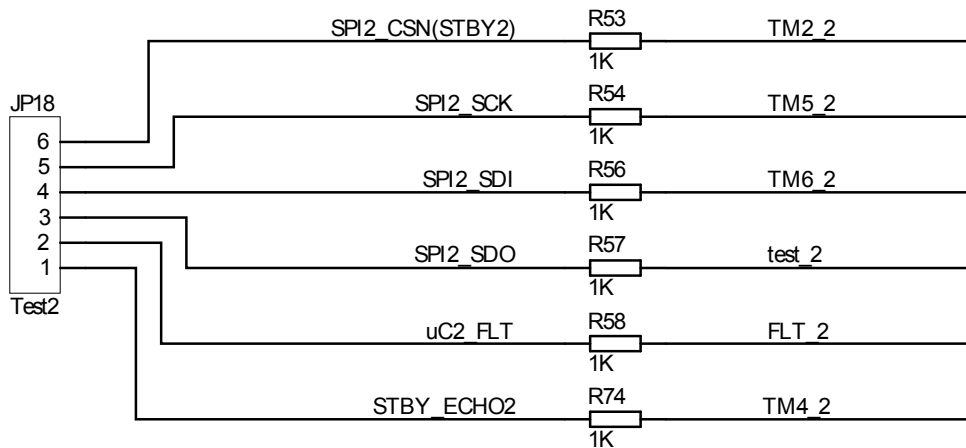 SPI2_CSN(STBY2) R53 TM2_2
1K
JP18 SPI2_SCK R54 TM5_2
1K
6
5
4 SPI2_SDI R56 TM6_2
1K
3
2
1
SPI2_SDO R57 test_2
1K
Test2
uC2_FLT R58 FLT_2
1K
STBY_ECHO2 R74 TM4_2
1K